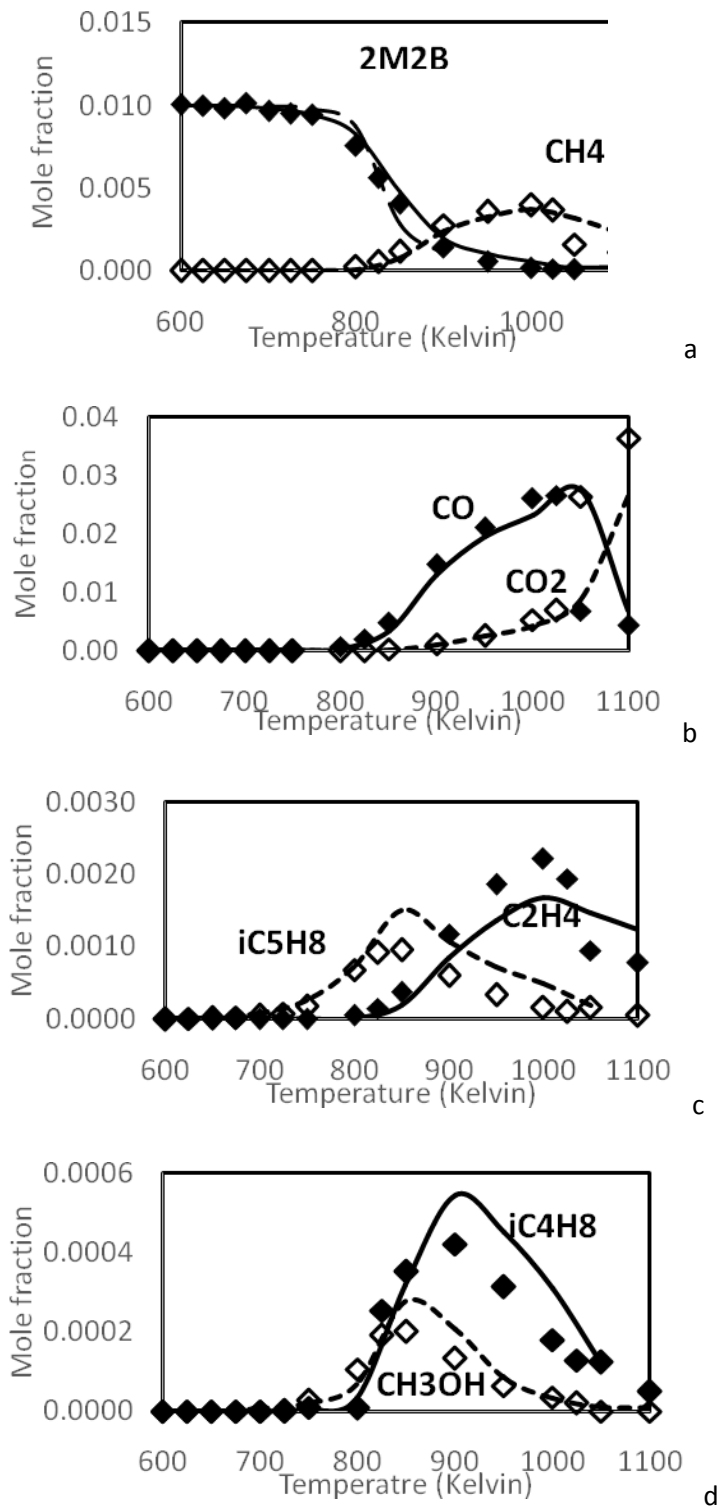 0.015
2M2B
0.010
CH4
0.005
0.000
600 800 1000
Mole fraction
Temperature (Kelvin)
a
0.04
0.03
CO
0.02
CO2
0.01
0.00
600 700 800 900 1000 1100
Mole fraction
Temperature (Kelvin)
b
0.0030
0.0020
C2H4
iC5H8
0.0010
0.0000
600 700 800 900 1000 1100
Mole fraction
Temperature (Kelvin)
c
0.0006
iC4H8
0.0004
0.0002
CH3OH
0.0000
600 700 800 900 1000 1100
Mole fraction
Temperatre (Kelvin)
d